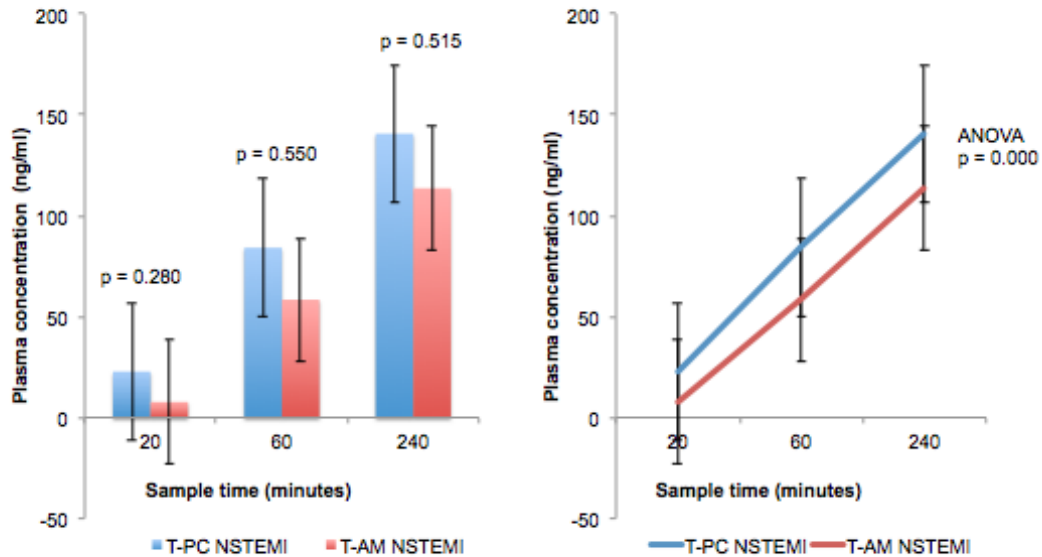 200
150
100
50
0
-50
Plasma concentration (ng/ml)
p = 0.280
p = 0.550
p = 0.515
20
60
240
Sample time (minutes)
T-PC NSTEMI
T-AM NSTEMI
200
150
100
50
0
-50
Plasma concentration (ng/ml)
ANOVA
p = 0.000
20
60
240
Sample time (minutes)
T-PC NSTEMI
T-AM NSTEMI